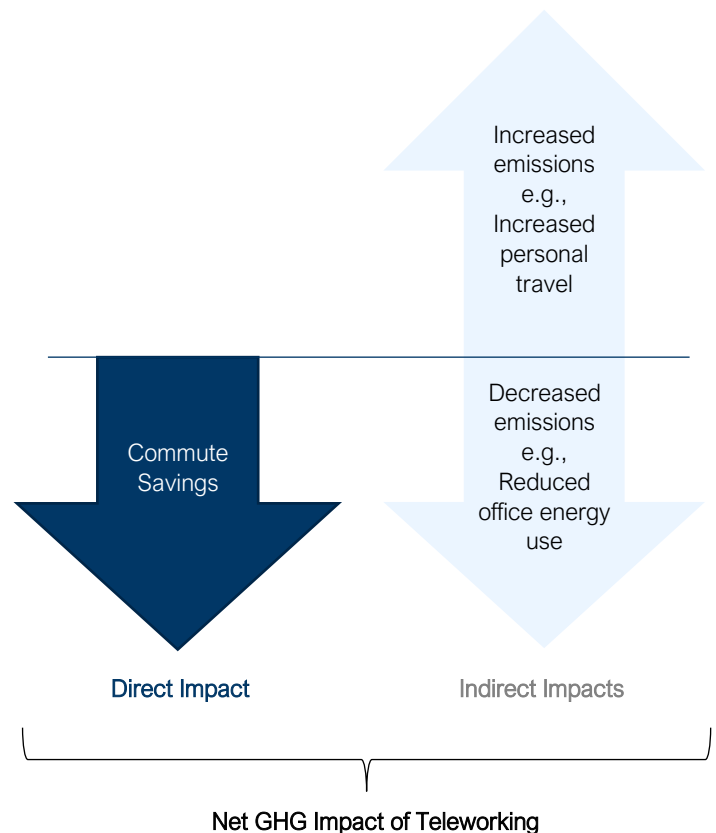 Increased
emissions
e.g.,
Increased
personal
travel
Commute
Savings
Decreased
emissions
e.g.,
Reduced
office energy
use
Direct Impact
Indirect Impacts
Net GHG Impact of Teleworking